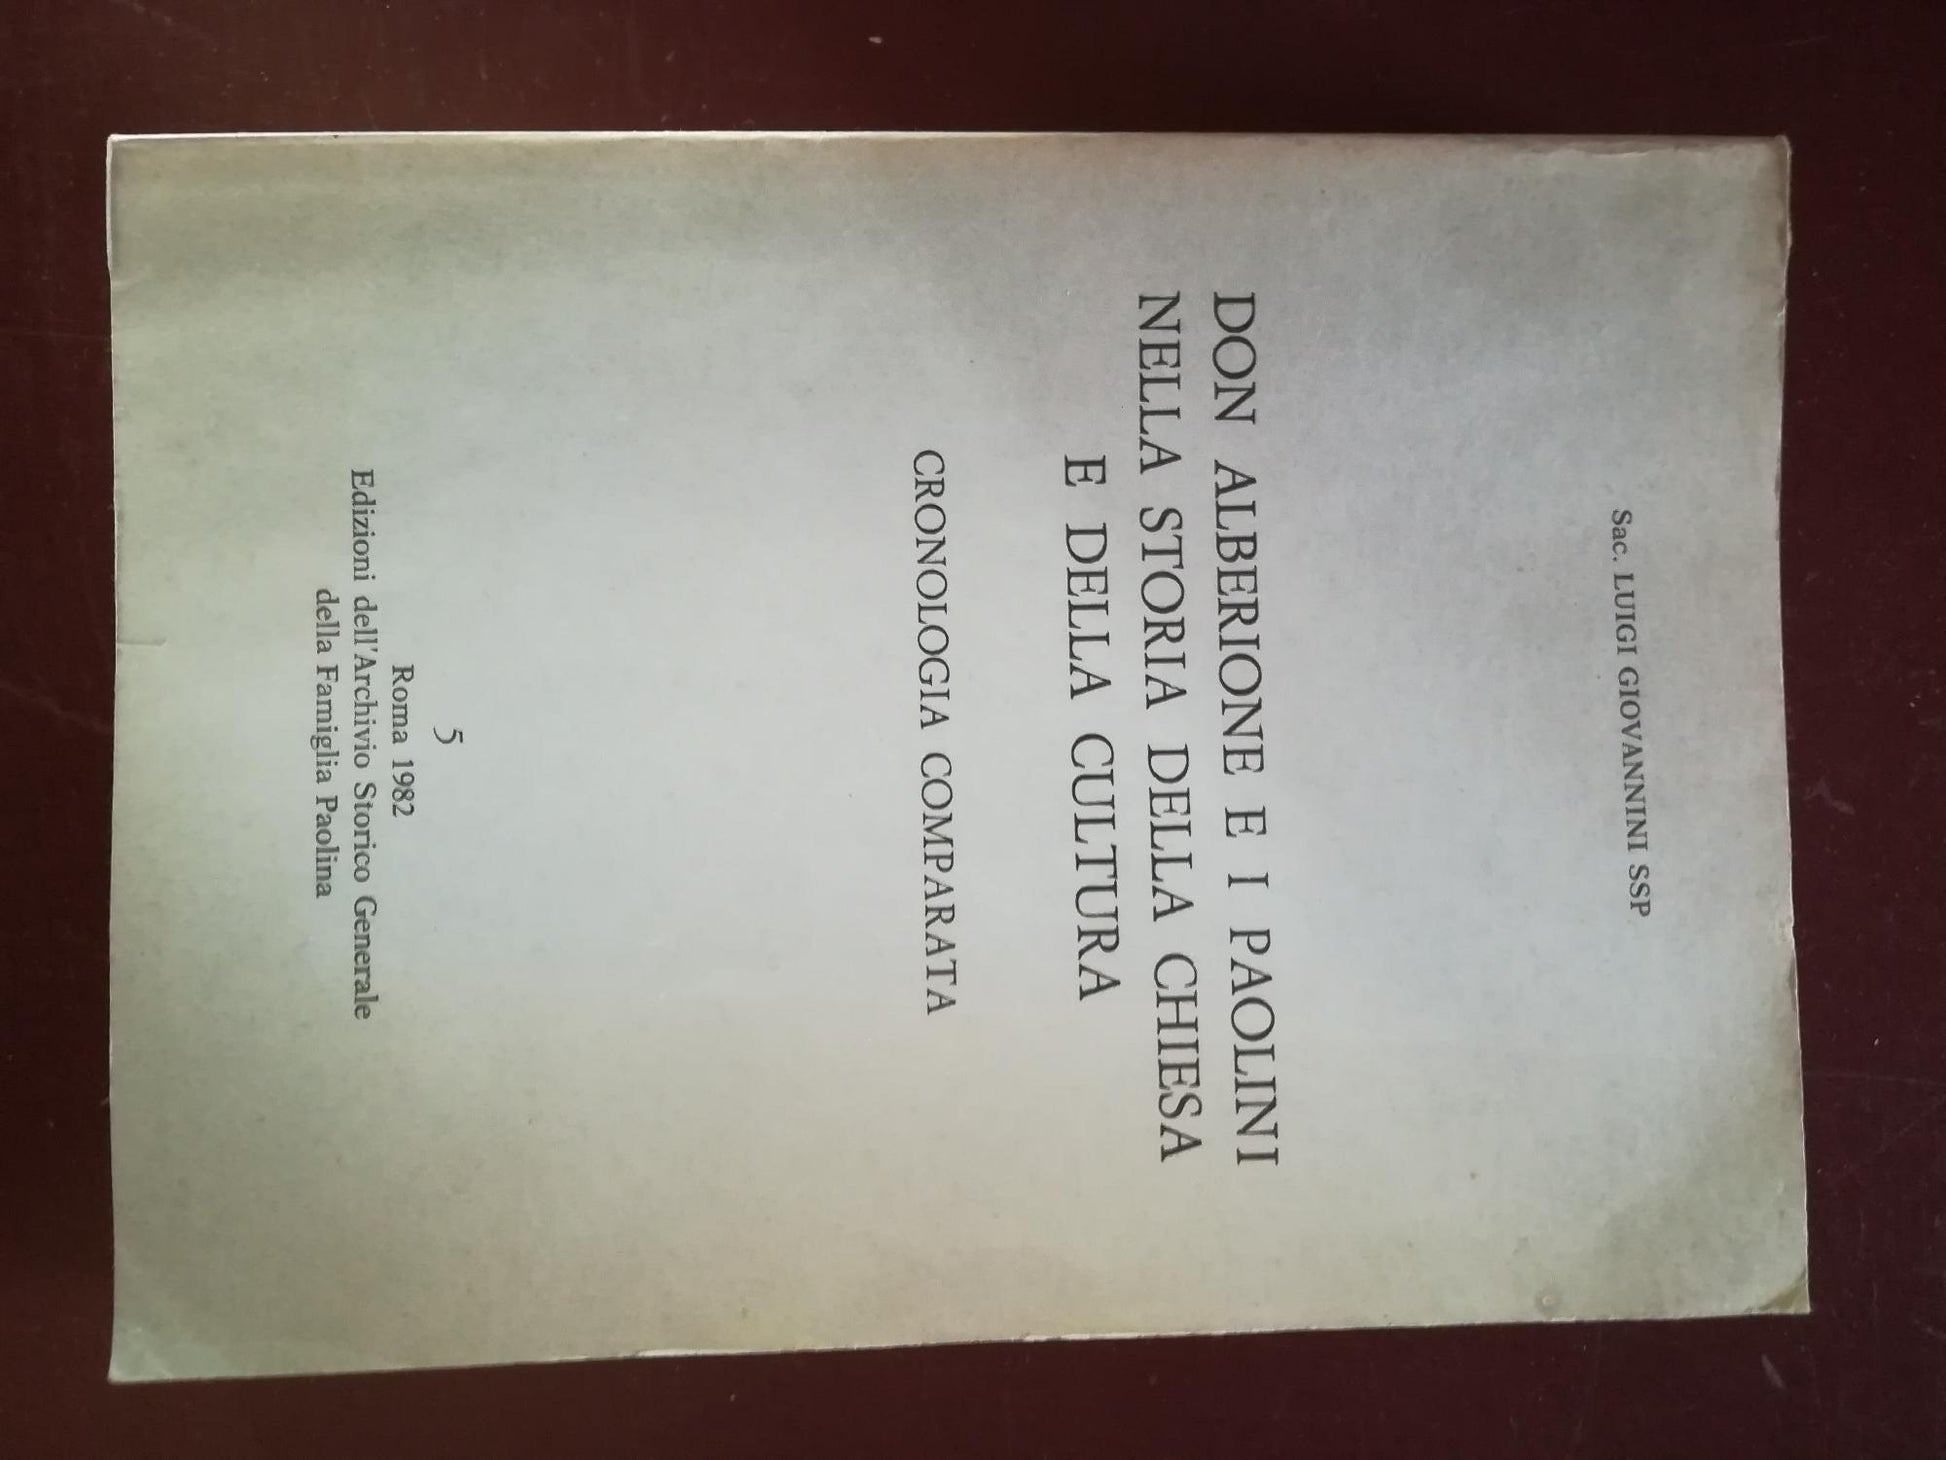 Sac. LUIGI GIOVANNINI SSP
DON ALBERIONE E I PAOLINI
NELLA STORIA DELLA CHIESA
E DELLA CULTURA
CRONOLOGIA COMPARATA
5
Roma 1982
Edizioni dell'Archivio Storico Generale
della Famiglia Paolina